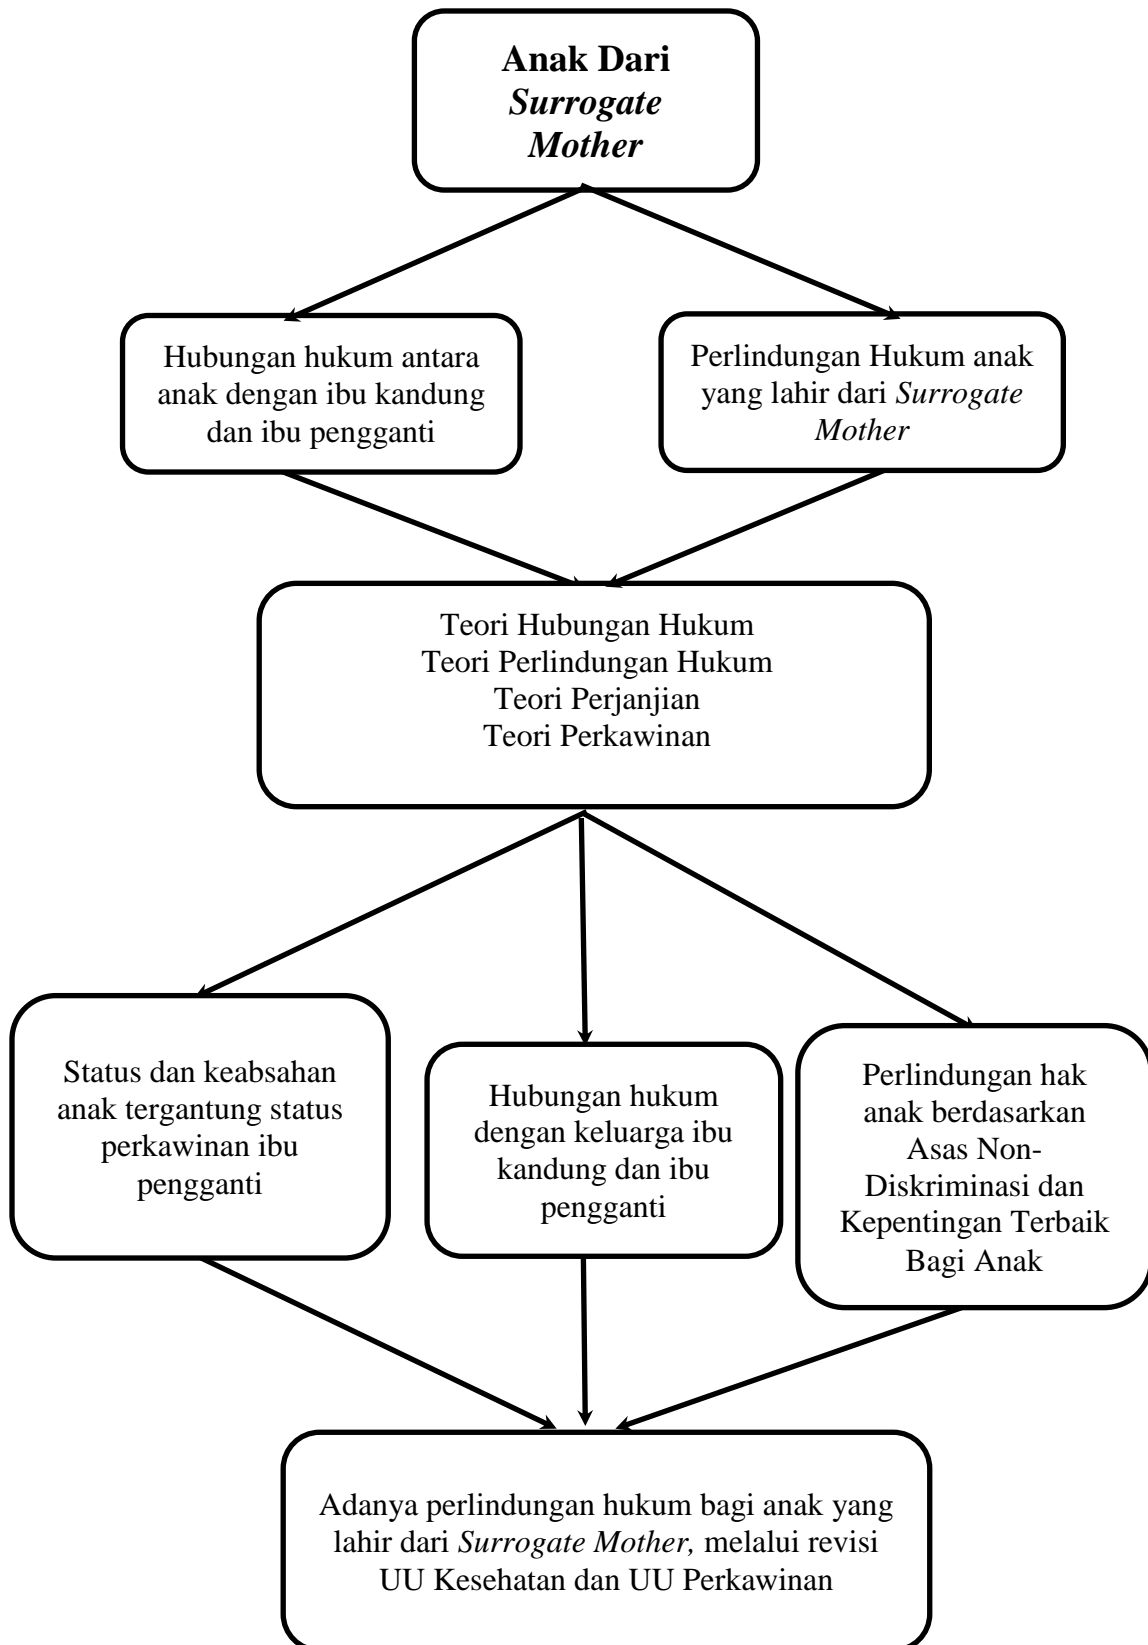 Anak Dari
Surrogate
Mother
Hubungan hukum antara
anak dengan ibu kandung
dan ibu pengganti
Perlindungan Hukum anak
yang lahir dari Surrogate
Mother
Teori Hubungan Hukum
Teori Perlindungan Hukum
Teori Perjanjian
Teori Perkawinan
Status dan keabsahan
anak tergantung status
perkawinan ibu
pengganti
Hubungan hukum
dengan keluarga ibu
kandung dan ibu
pengganti
Perlindungan hak
anak berdasarkan
Asas Non-
Diskriminasi dan
Kepentingan Terbaik
Bagi Anak
Adanya perlindungan hukum bagi anak yang
lahir dari Surrogate Mother, melalui revisi
UU Kesehatan dan UU Perkawinan